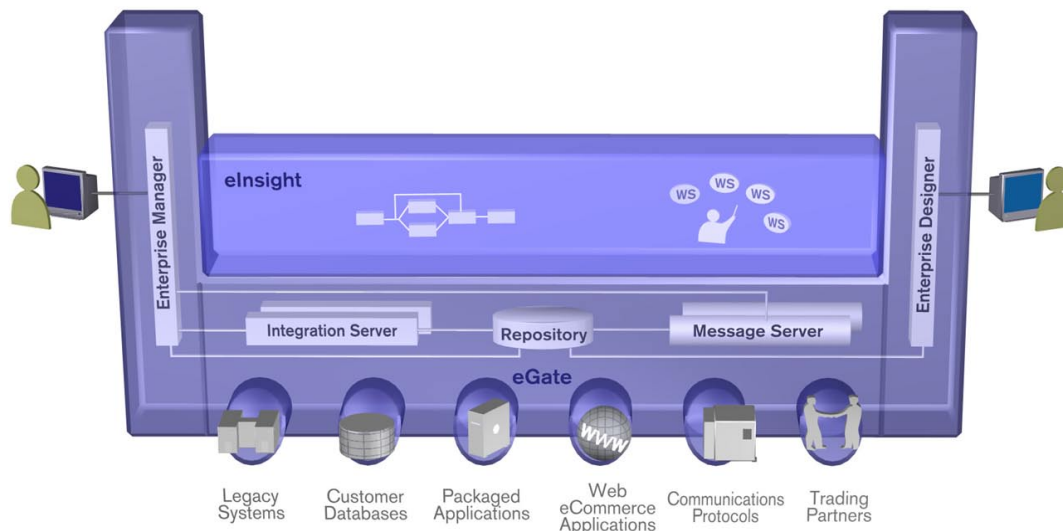 eInsight
WS
WS
WS
WS
Enterprise Manager
Enterprise Designer
Integration Server
Repository
Message Server
eGate
WWW
Legacy
Systems
Customer
Databases
Packaged
Applications
Web
eCommerce
Applications
Communications
Protocols
Trading
Partners